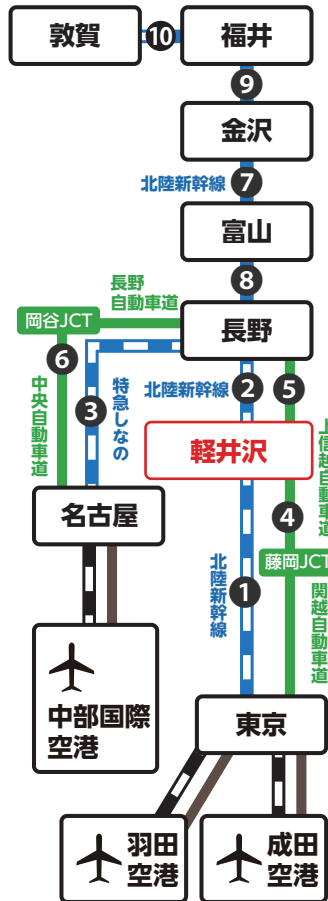 敦賀
10
福井
9
金沢
北陸新幹線
7
富山
8
長野
自動車道
岡谷JCT
長野
6
中央自動車道
3
特急しなの
北陸新幹線
2
5
軽井沢
上信越自動車道
4
名古屋
藤岡JCT
北陸新幹線
1
関越自動車道
中部国際
空港
東京
羽田
空港
成田
空港